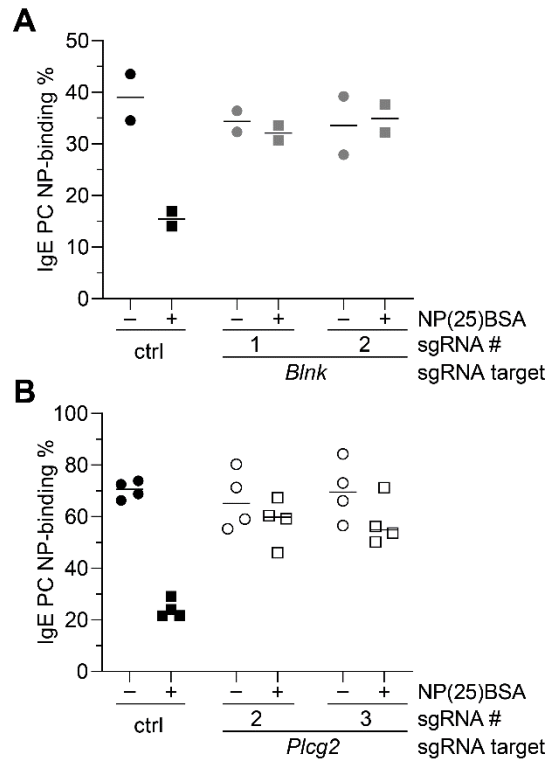 A
IgE PC NP-binding %
50
40
30
20
10
0
– + – + – + NP(25)BSA
ctrl 1 2 sgRNA #
Blnk sgRNA target
B
IgE PC NP-binding %
100
80
60
40
20
0
– + – + – + NP(25)BSA
ctrl 2 3 sgRNA #
Plcg2 sgRNA target